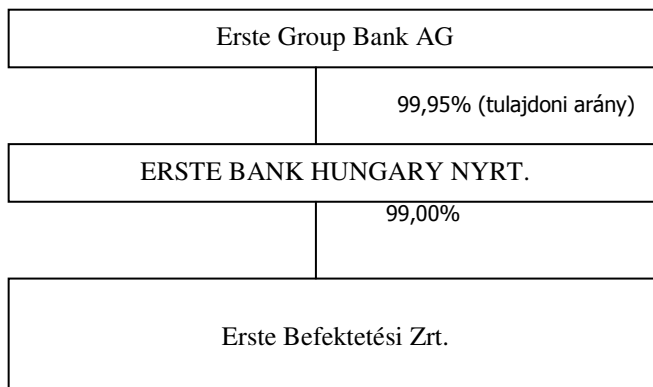 Erste Group Bank AG
99,95% (tulajdoni arány)
ERSTE BANK HUNGARY NYRT.
99,00%
Erste Befektetési Zrt.